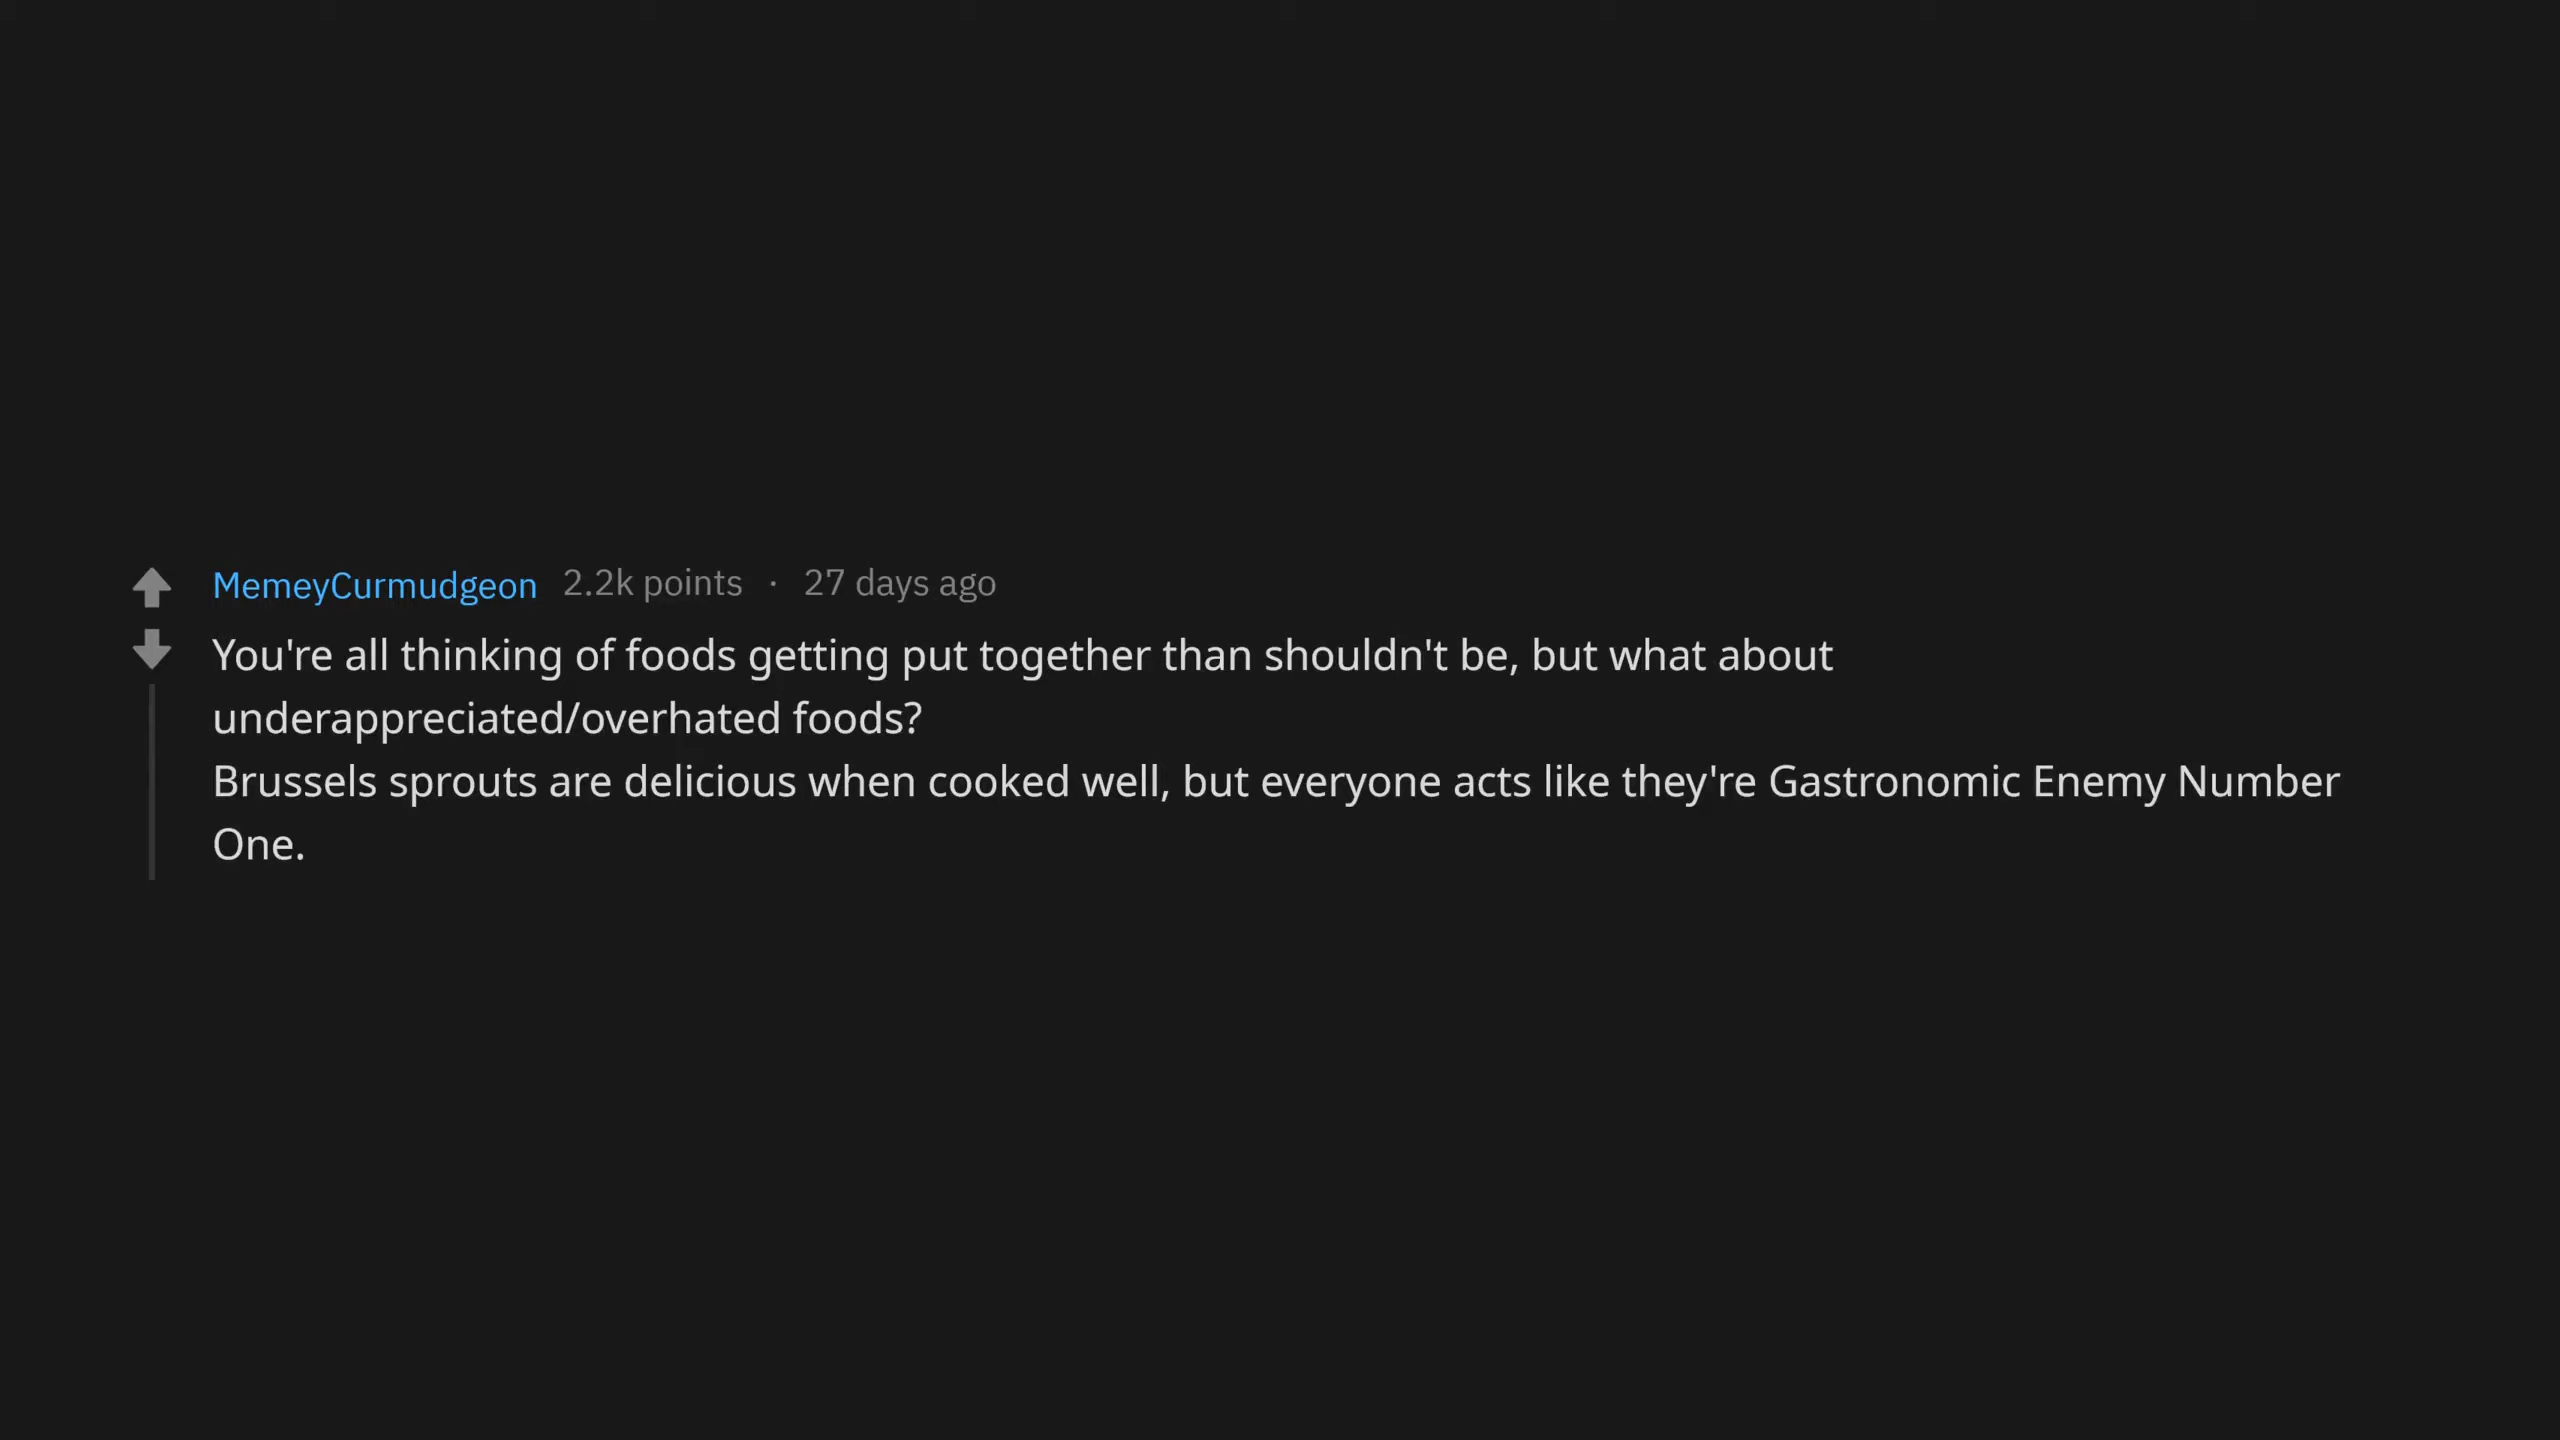 MemeyCurmudgeon 2.2k points · 27 days ago
You're all thinking of foods getting put together than shouldn't be, but what about
underappreciated/overhated foods?
Brussels sprouts are delicious when cooked well, but everyone acts like they're Gastronomic Enemy Number
One.